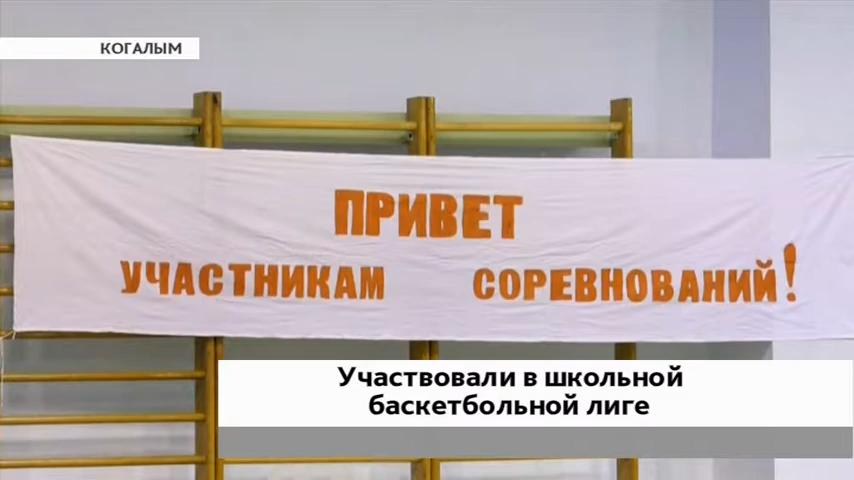 КОГАЛЫМ
ПРИВЕТ
УЧАСТНИКАМ СОРЕВНОВАНИЙ!
Участвовали в школьной
баскетбольной лиге